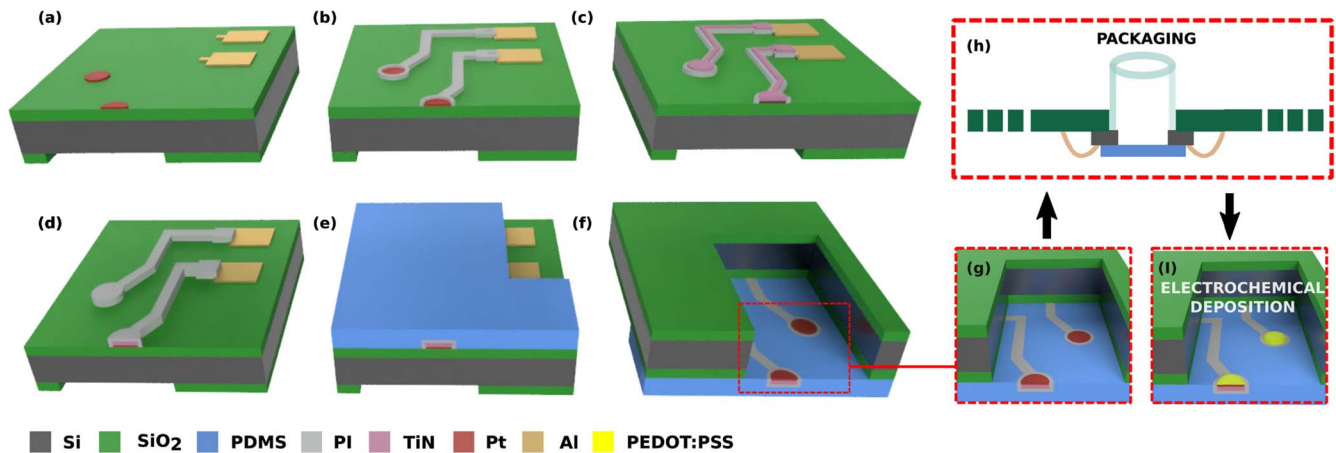 (a)
(b)
(c)
(h)
PACKAGING
(d)
(e)
(f)
(g)
(I)
ELECTROCHEMICAL
DEPOSITION
Si
SiO2
PDMS
PI
TiN
Pt
Al
PEDOT:PSS